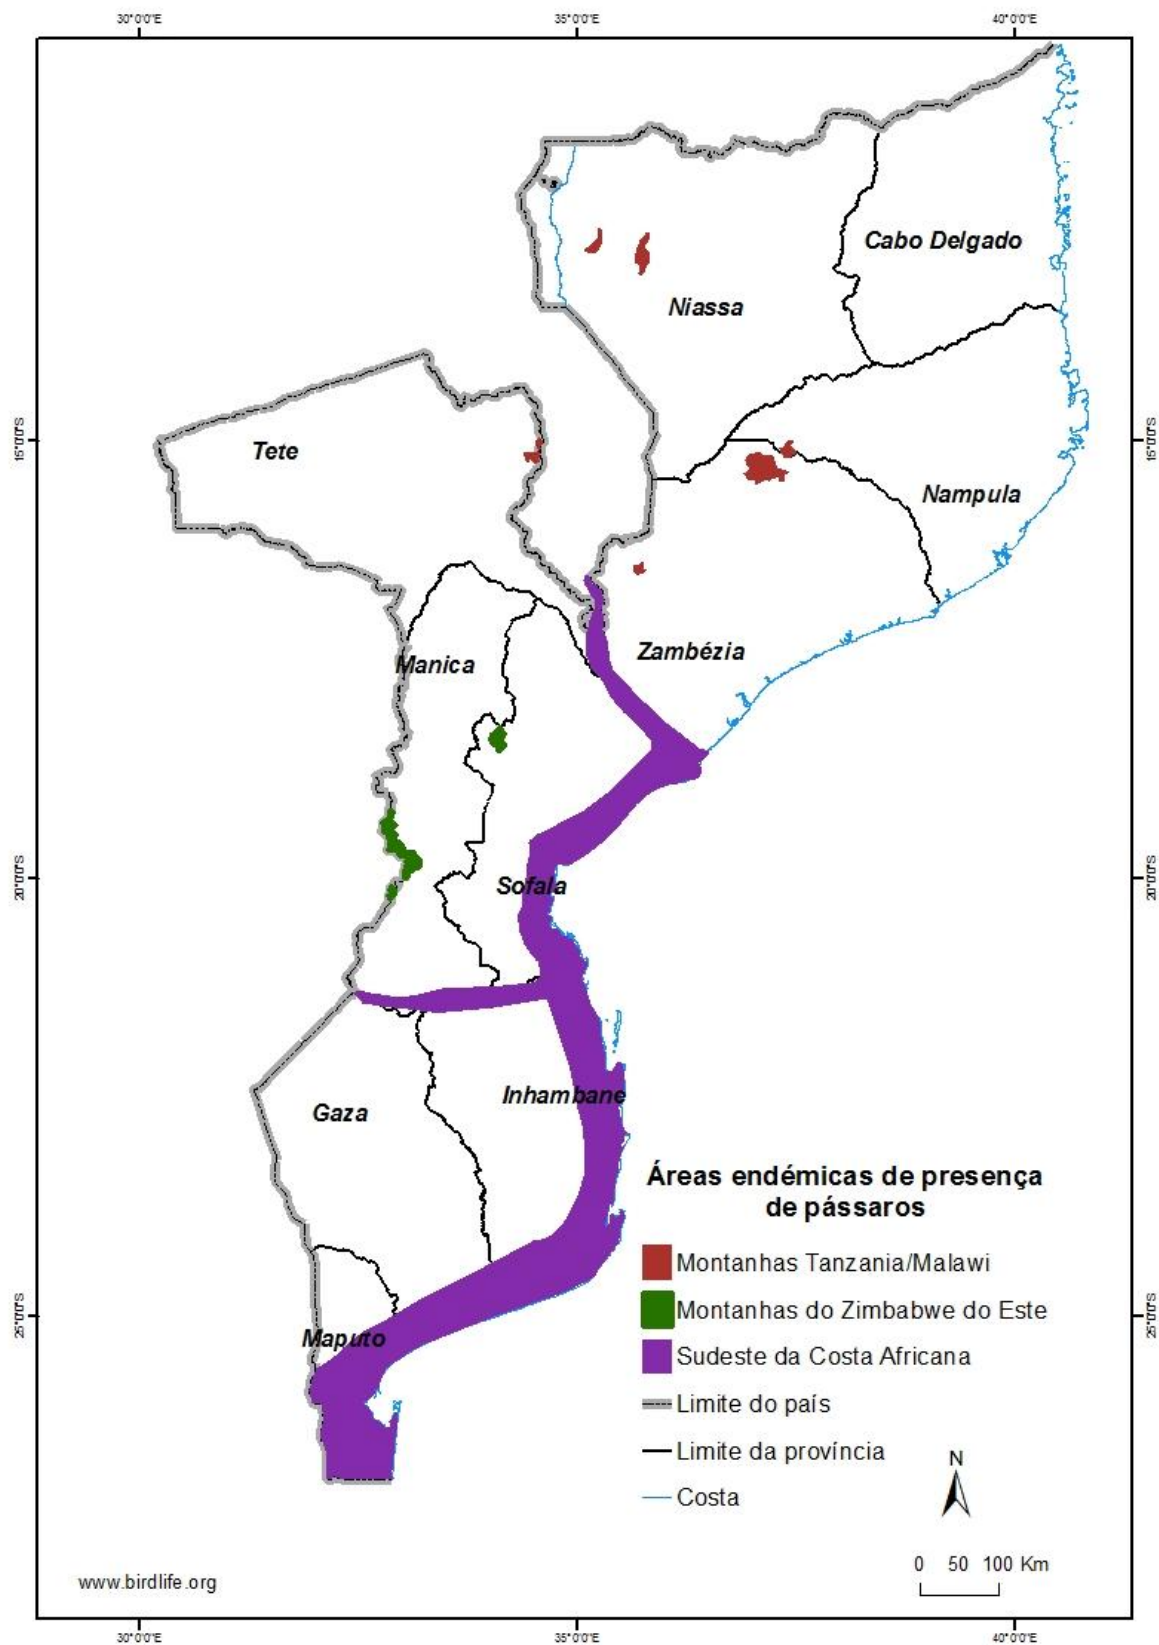 30°0'0"E 35°0'0"E 40°0'0"E
Cabo Delgado
Niassa
15°0'0"S 15°0'0"S
Tete
Nampula
Zambézia
Manica
20°0'0"S 20°0'0"S
Sofala
Inhambane
Gaza
Áreas endémicas de presença
de pássaros
Montanhas Tanzania/Malawi
Montanhas do Zimbabwe do Este
25°0'0"S 25°0'0"S
Maputo
Sudeste da Costa Africana
Limite do país
Limite da província
N
Costa
0 50 100 Km
www.birdlife.org
30°0'0"E 35°0'0"E 40°0'0"E